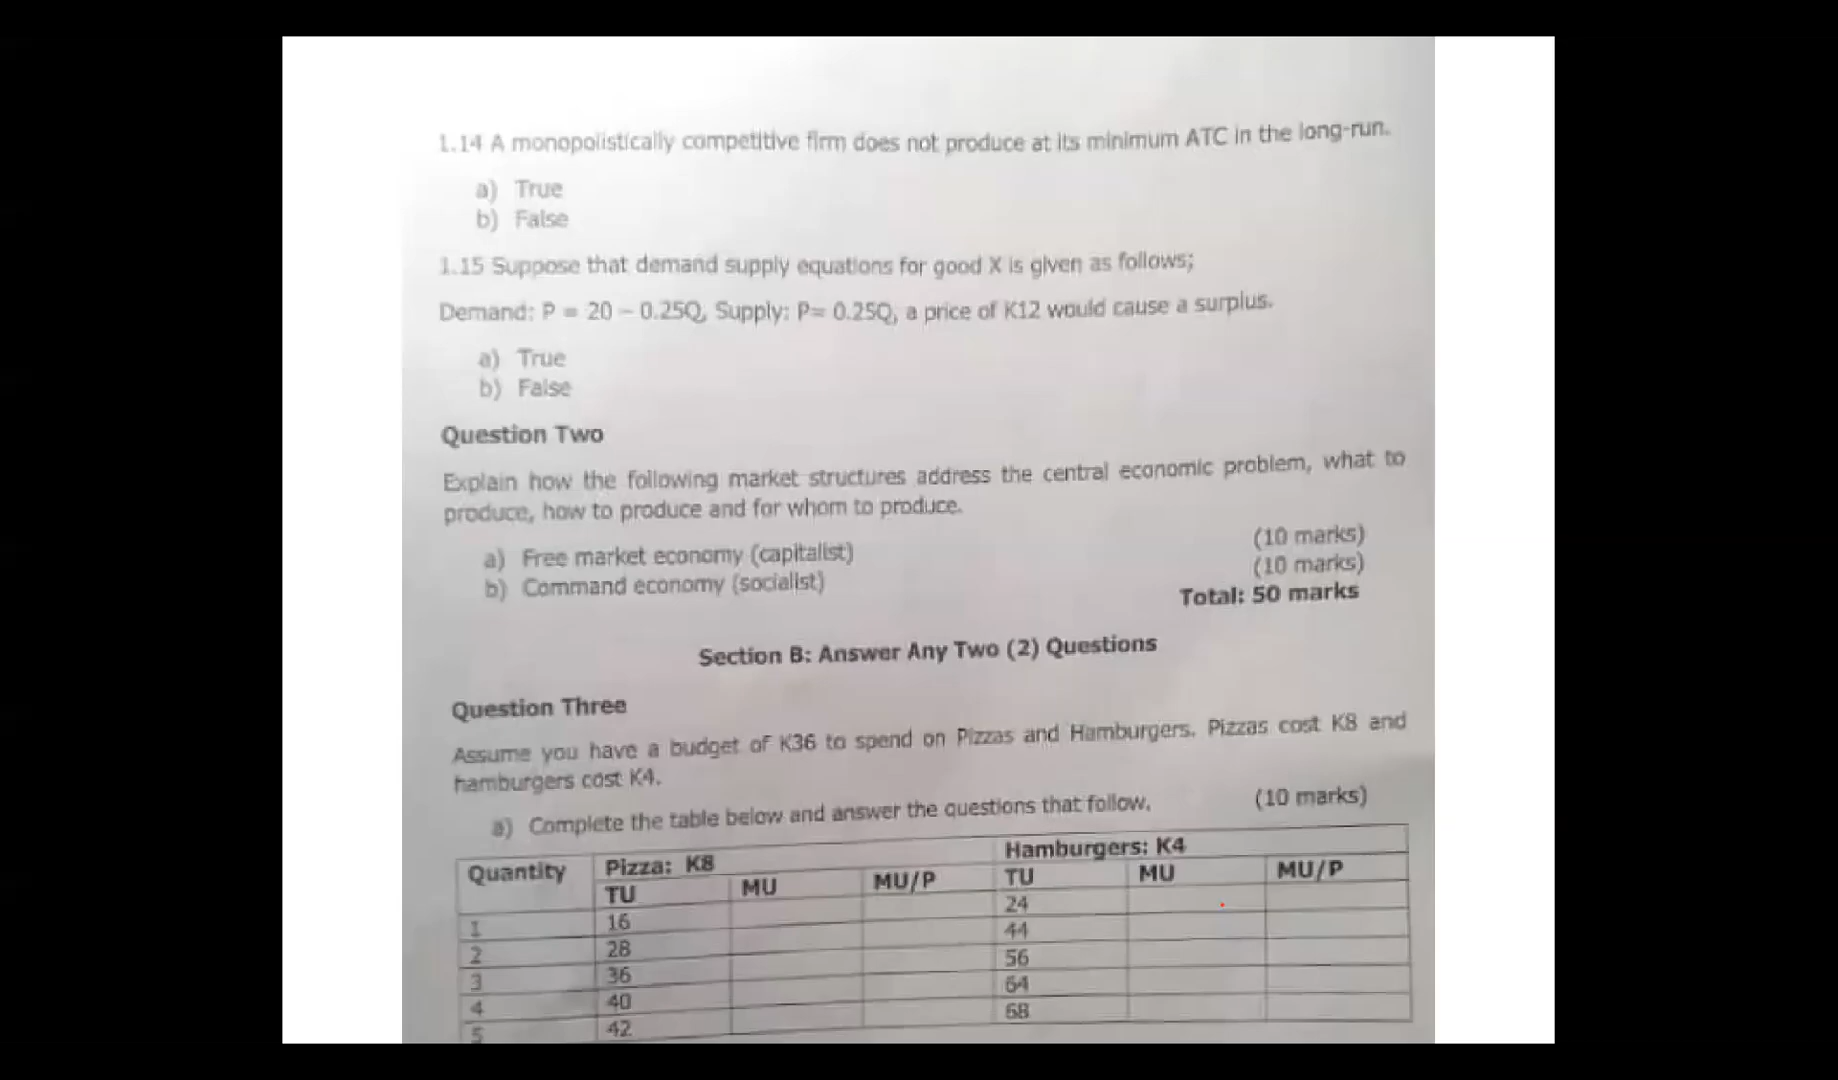 1.14 A monopolistically competitive firm does not produce at its minimum ATC in the long-run.
a) True
b) False
1.15 Suppose that demand supply equations for good X is given as follows;
Demand: P = 20 – 0.25Q, Supply: P= 0.25Q, a price of K12 would cause a surplus.
a) True
b) False
Question Two
Explain how the following market structures address the central economic problem, what to
produce, how to produce and for whom to produce.
a) Free market economy (capitalist) (10 marks)
b) Command economy (socialist) (10 marks)
Total: 50 marks
Section B: Answer Any Two (2) Questions
Question Three
Assume you have a budget of K36 to spend on Pizzas and Hamburgers. Pizzas cost K8 and
hamburgers cost K4.
a) Complete the table below and answer the questions that follow. (10 marks)
Quantity Pizza: K8 Hamburgers: K4
TU MU MU/P TU MU MU/P
1 16 24
2 28 44
3 36 56
4 40 64
5 42 68